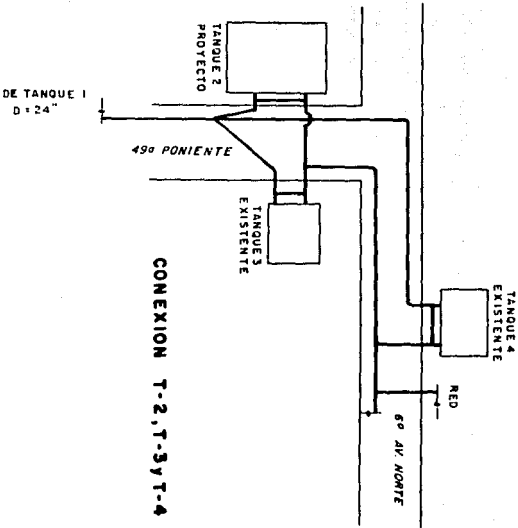 TANQUE 2
PROYECTO
DE TANQUE 1
D = 24"
49a PONIENTE
TANQUE 3
EXISTENTE
TANQUE 4
EXISTENTE
RED
6a AV. NORTE
CONEXION T-2, T-3 y T-4